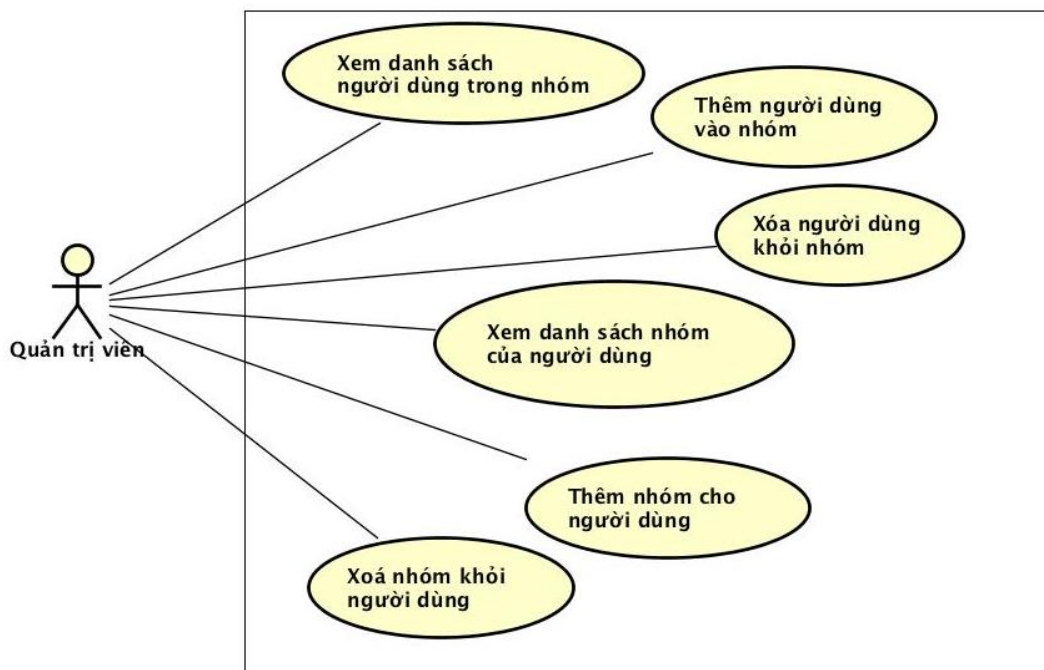 Xem danh sách
người dùng trong nhóm
Thêm người dùng
vào nhóm
Xóa người dùng
khỏi nhóm
Quản trị viên
Xem danh sách nhóm
của người dùng
Thêm nhóm cho
người dùng
Xoá nhóm khỏi
người dùng